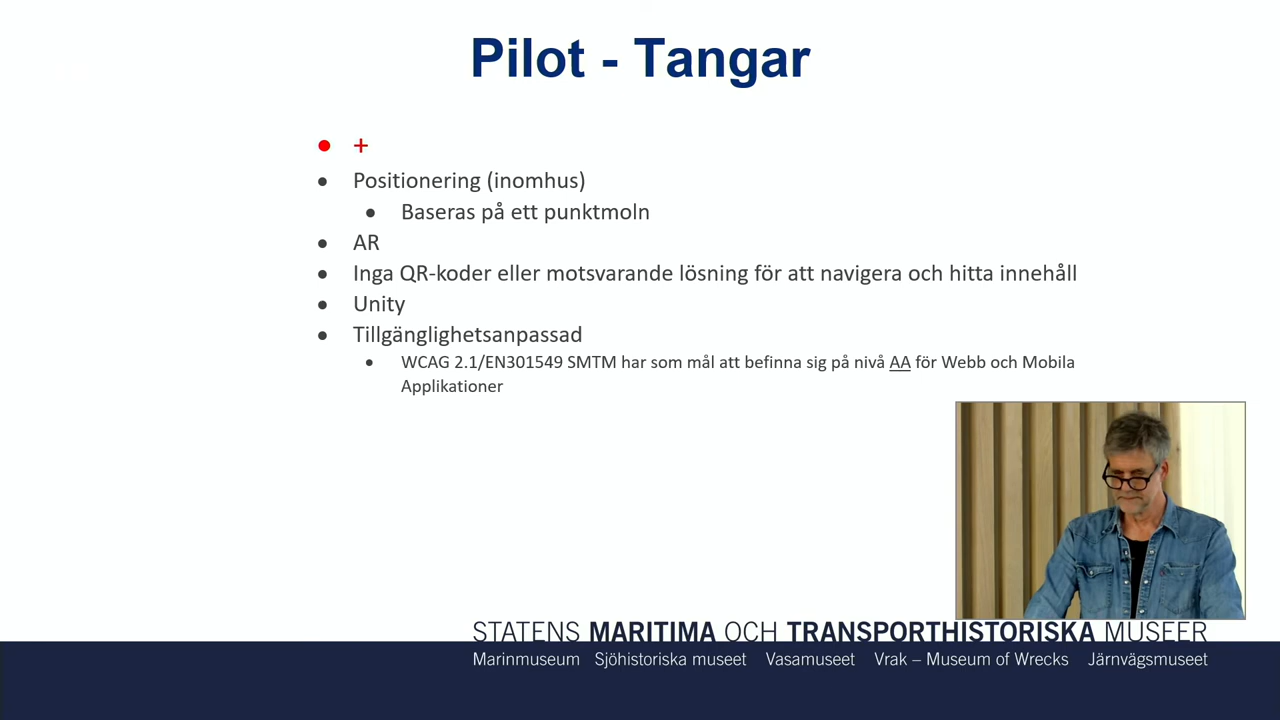 Pilot - Tangar
+
Positionering (inomhus)
Baseras på ett punktmoln
AR
Inga QR-koder eller motsvarande lösning för att navigera och hitta innehåll
Unity
Tillgänglighetsanpassad
WCAG 2.1/EN301549 SMTM har som mål att befinna sig på nivå AA för Webb och Mobila
Applikationer
STATENS MARITIMA OCH TRANSPORTHISTORISKA MUSEER
Marinmuseum Sjöhistoriska museet Vasamuseet Vrak – Museum of Wrecks Järnvägsmuseet